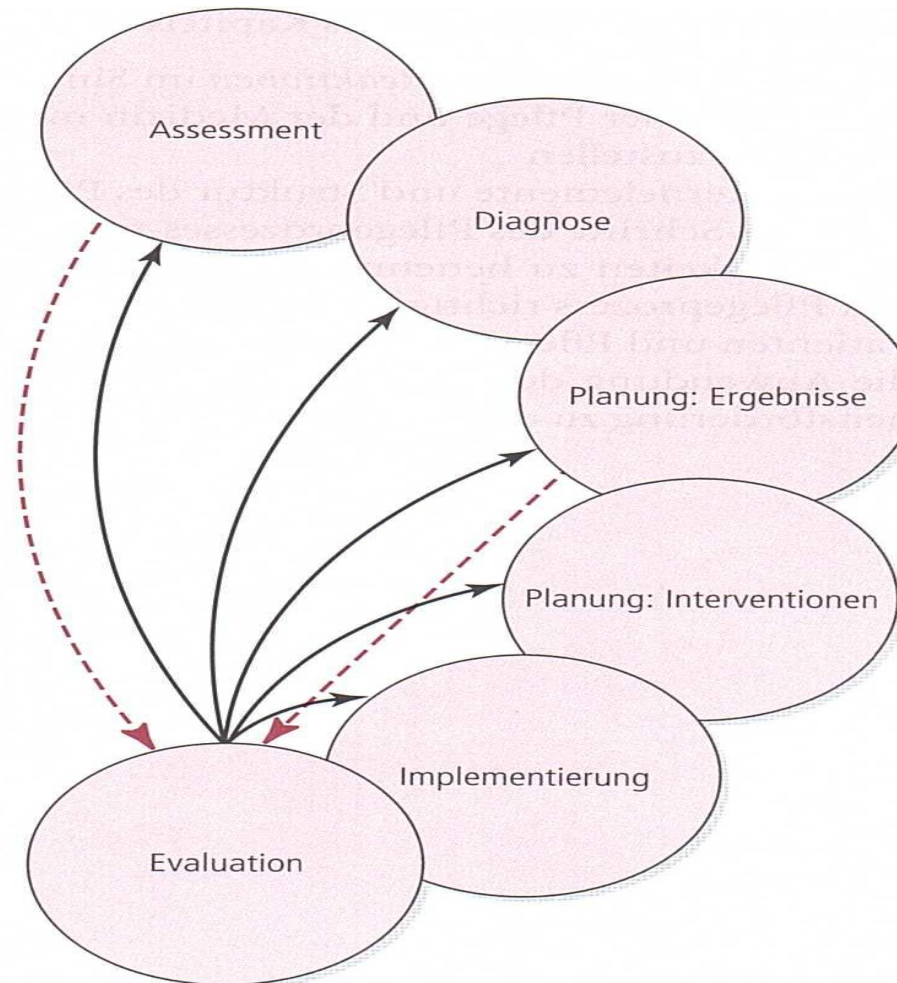 Assessment
Diagnose
Planung: Ergebnisse
Planung: Interventionen
Implementierung
Evaluation